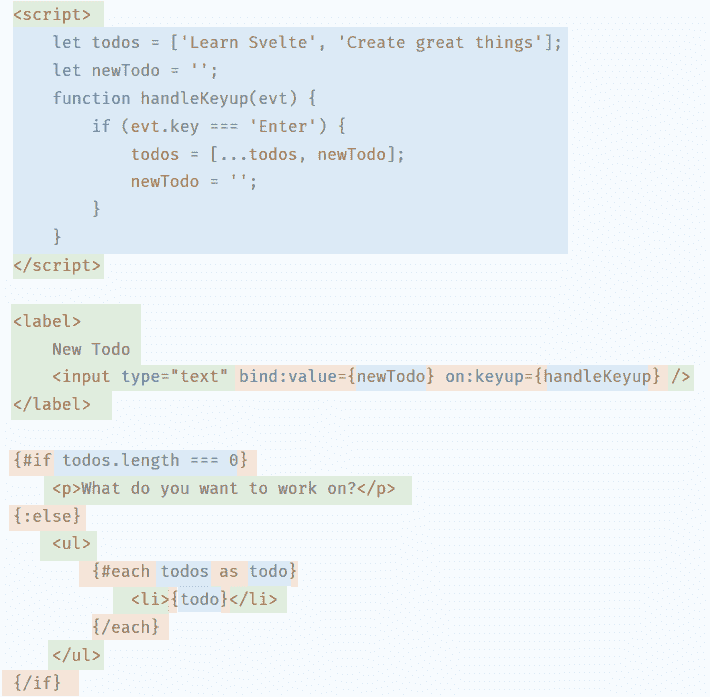 <script>
    let todos = ['Learn Svelte', 'Create great things'];
    let newTodo = '';
    function handleKeyup(evt) {
        if (evt.key === 'Enter') {
            todos = [...todos, newTodo];
            newTodo = '';
        }
    }
</script>

<label>
    New Todo
    <input type="text" bind:value={newTodo} on:keyup={handleKeyup} />
</label>

{#if todos.length === 0}
    <p>What do you want to work on?</p>
{:else}
    <ul>
        {#each todos as todo}
            <li>{todo}</li>
        {/each}
    </ul>
{/if}